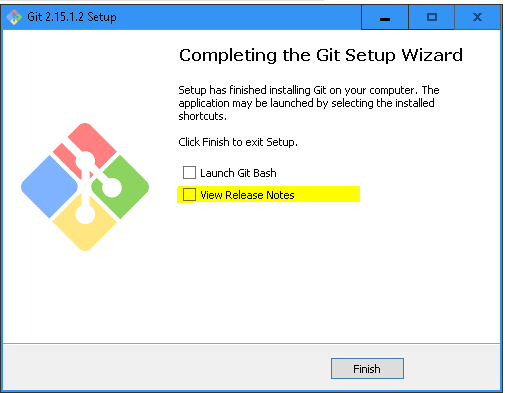 Git 2.15.1.2 Setup
Completing the Git Setup Wizard
Setup has finished installing Git on your computer. The
application may be launched by selecting the installed
shortcuts.
Click Finish to exit Setup.
Launch Git Bash
View Release Notes
Finish